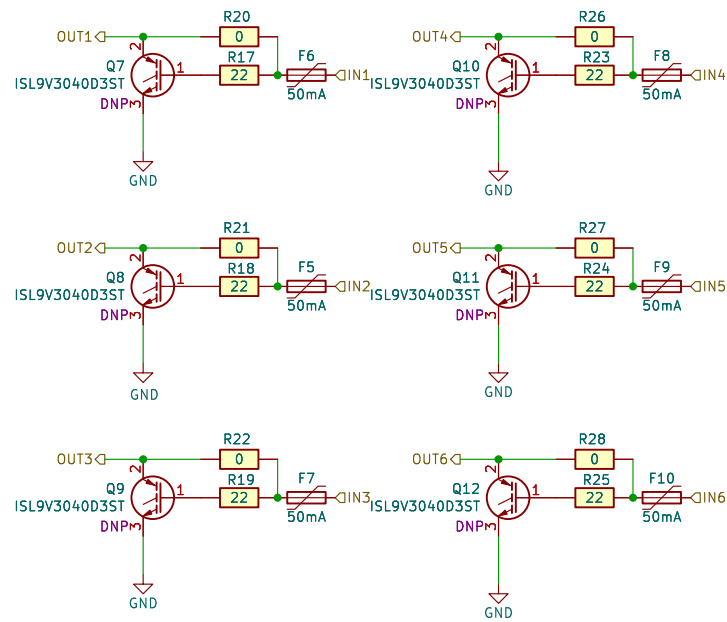 R20
OUT1
0
2
F6
Q7
R17
1
22
IN1
ISL9V3040D3ST
50mA
DNP
3
GND
R26
OUT4
0
2
F8
Q10
R23
1
22
IN4
ISL9V3040D3ST
50mA
DNP
3
GND
R21
OUT2
0
2
F5
Q8
R18
1
22
IN2
ISL9V3040D3ST
50mA
DNP
3
GND
R27
OUT5
0
2
F9
Q11
R24
1
22
IN5
ISL9V3040D3ST
50mA
DNP
3
GND
R22
OUT3
0
2
F7
Q9
R19
1
22
IN3
ISL9V3040D3ST
50mA
DNP
3
GND
R28
OUT6
0
2
F10
Q12
R25
1
22
IN6
ISL9V3040D3ST
50mA
DNP
3
GND